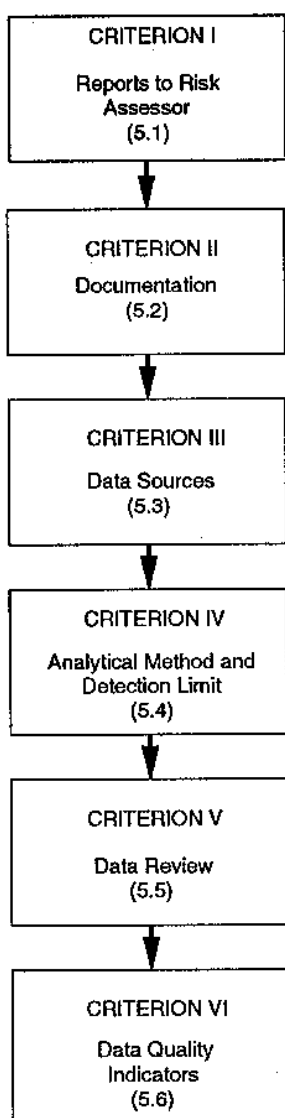 CRITERION I
Reports to Risk
Assessor
(5.1)
CRITERION II
Documentation
(5.2)
CRITERION III
Data Sources
(5.3)
CRITERION IV
Analytical Method and
Detection Limit
(5.4)
CRITERION V
Data Review
(5.5)
CRITERION VI
Data Quality
Indicators
(5.6)